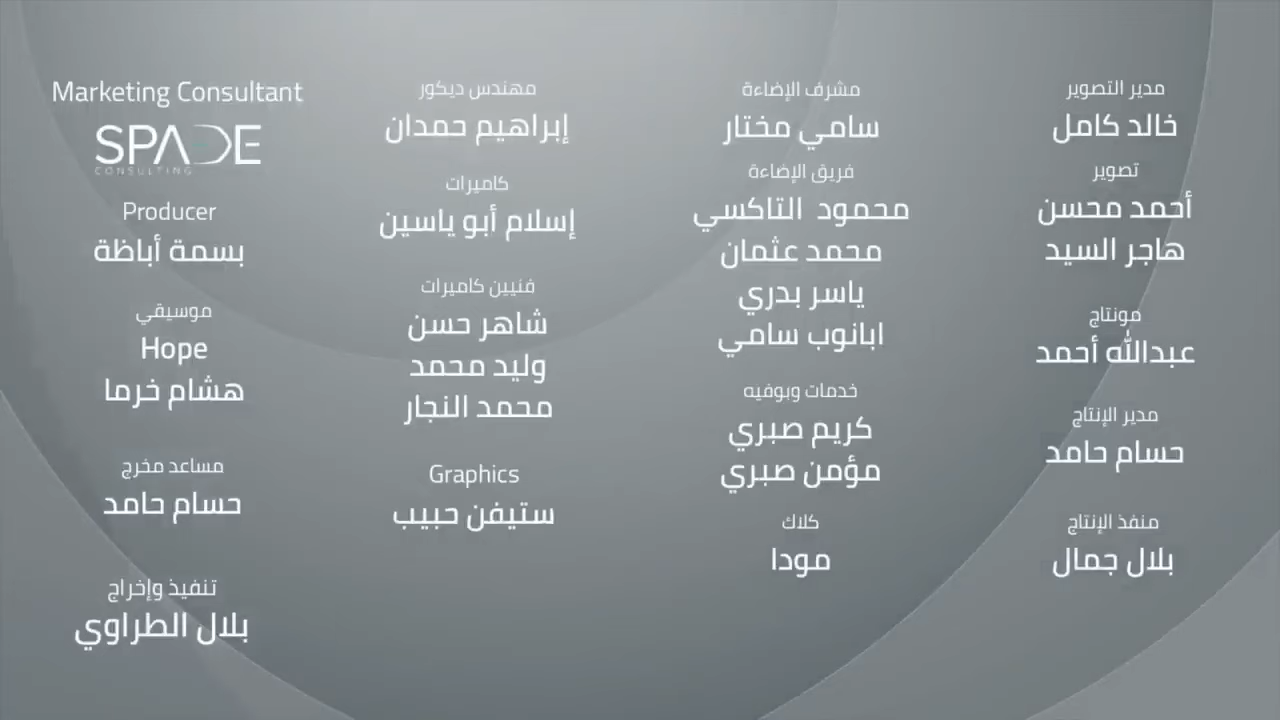 مدير التصوير
خالد كامل
تصوير
أحمد محسن
هاجر السيد
مونتاج
عبدالله أحمد
مدير الإنتاج
حسام حامد
منفذ الإنتاج
بلال جمال
مشرف الإضاءة
سامي مختار
فريق الإضاءة
محمود التاكسي
محمد عثمان
ياسر بدري
ابانوب سامي
خدمات وبوفيه
كريم صبري
مؤمن صبري
كلاك
مودا
مهندس ديكور
إبراهيم حمدان
كاميرات
إسلام أبو ياسين
فنيين كاميرات
شاهر حسن
وليد محمد
محمد النجار
Graphics
ستيفن حبيب
Marketing Consultant
SPADE
CONSULTING
Producer
بسمة أباظة
موسيقي
Hope
هشام خرما
مساعد مخرج
حسام حامد
تنفيذ وإخراج
بلال الطراوي